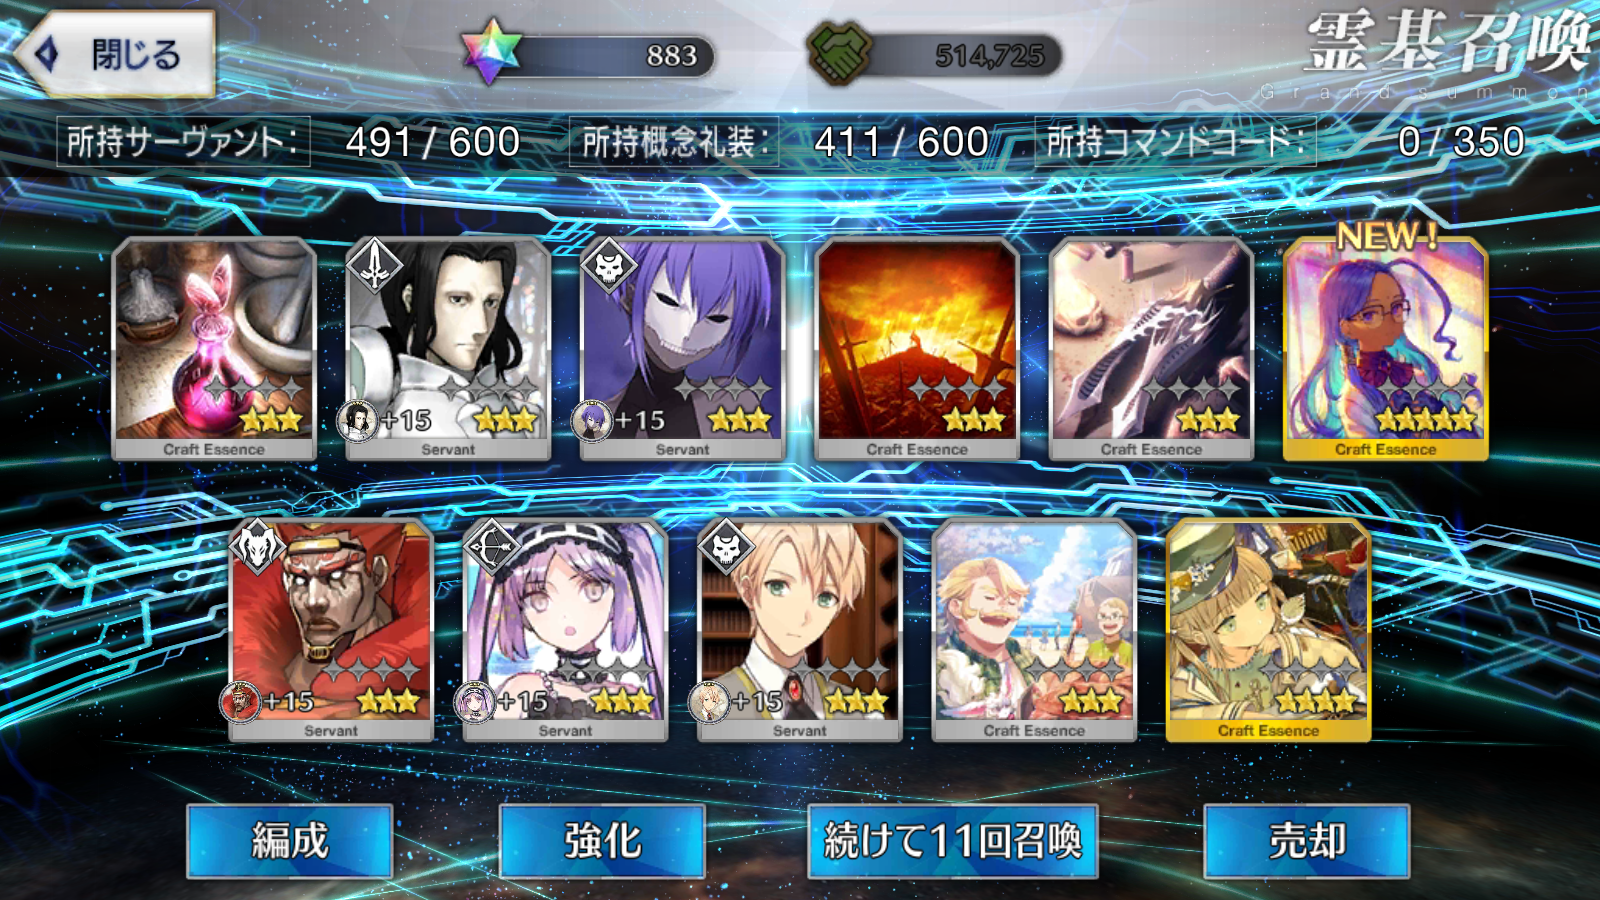 閉じる
883
514,725
霊基召喚
Grand summon
所持サーヴァント: 491 / 600
所持概念礼装: 411 / 600
所持コマンドコード: 0 / 350
NEW!
+15
+15
Craft Essence
Servant
Servant
Craft Essence
Craft Essence
Craft Essence
+15
+15
+15
Servant
Servant
Servant
Craft Essence
Craft Essence
編成
強化
続けて11回召喚
売却